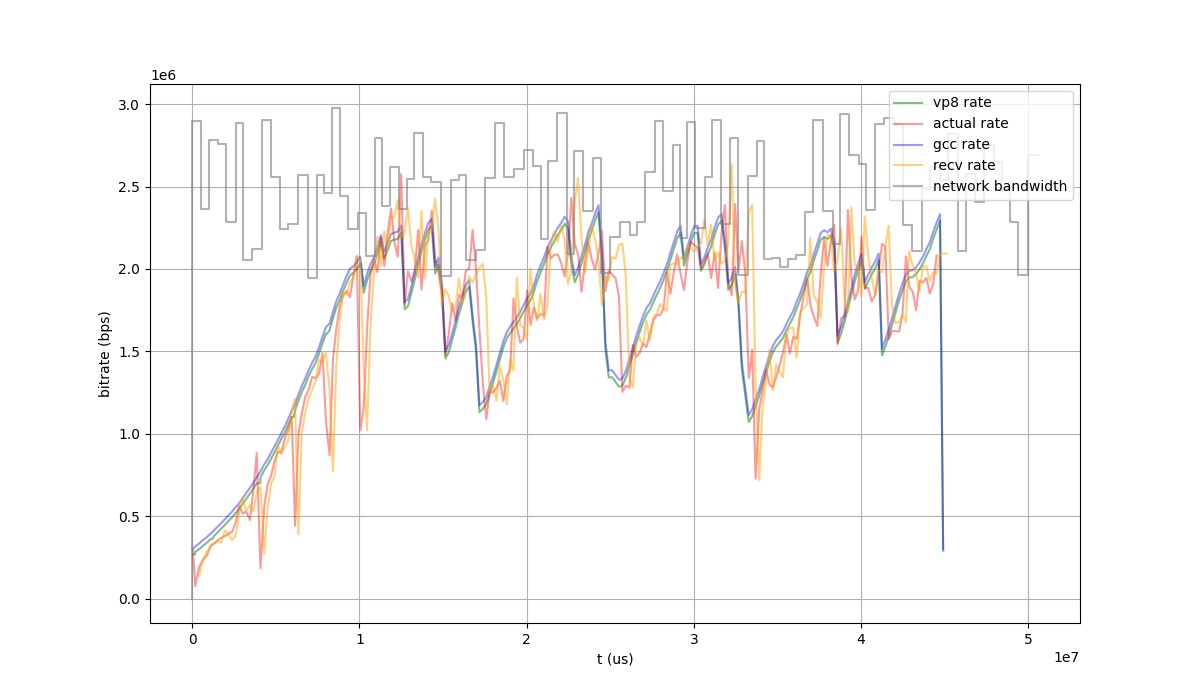 1e6
3.0
2.5
2.0
1.5
1.0
0.5
0.0
bitrate (bps)
vp8 rate
actual rate
gcc rate
recv rate
network bandwidth
0 1 2 3 4 5
t (us)
1e7